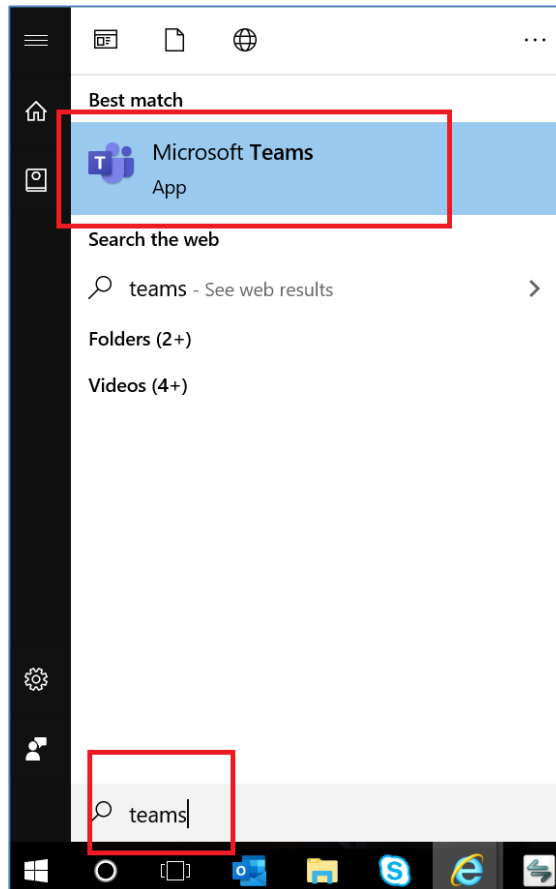 Best match
Microsoft Teams
App
Search the web
teams - See web results
Folders (2+)
Videos (4+)
teams